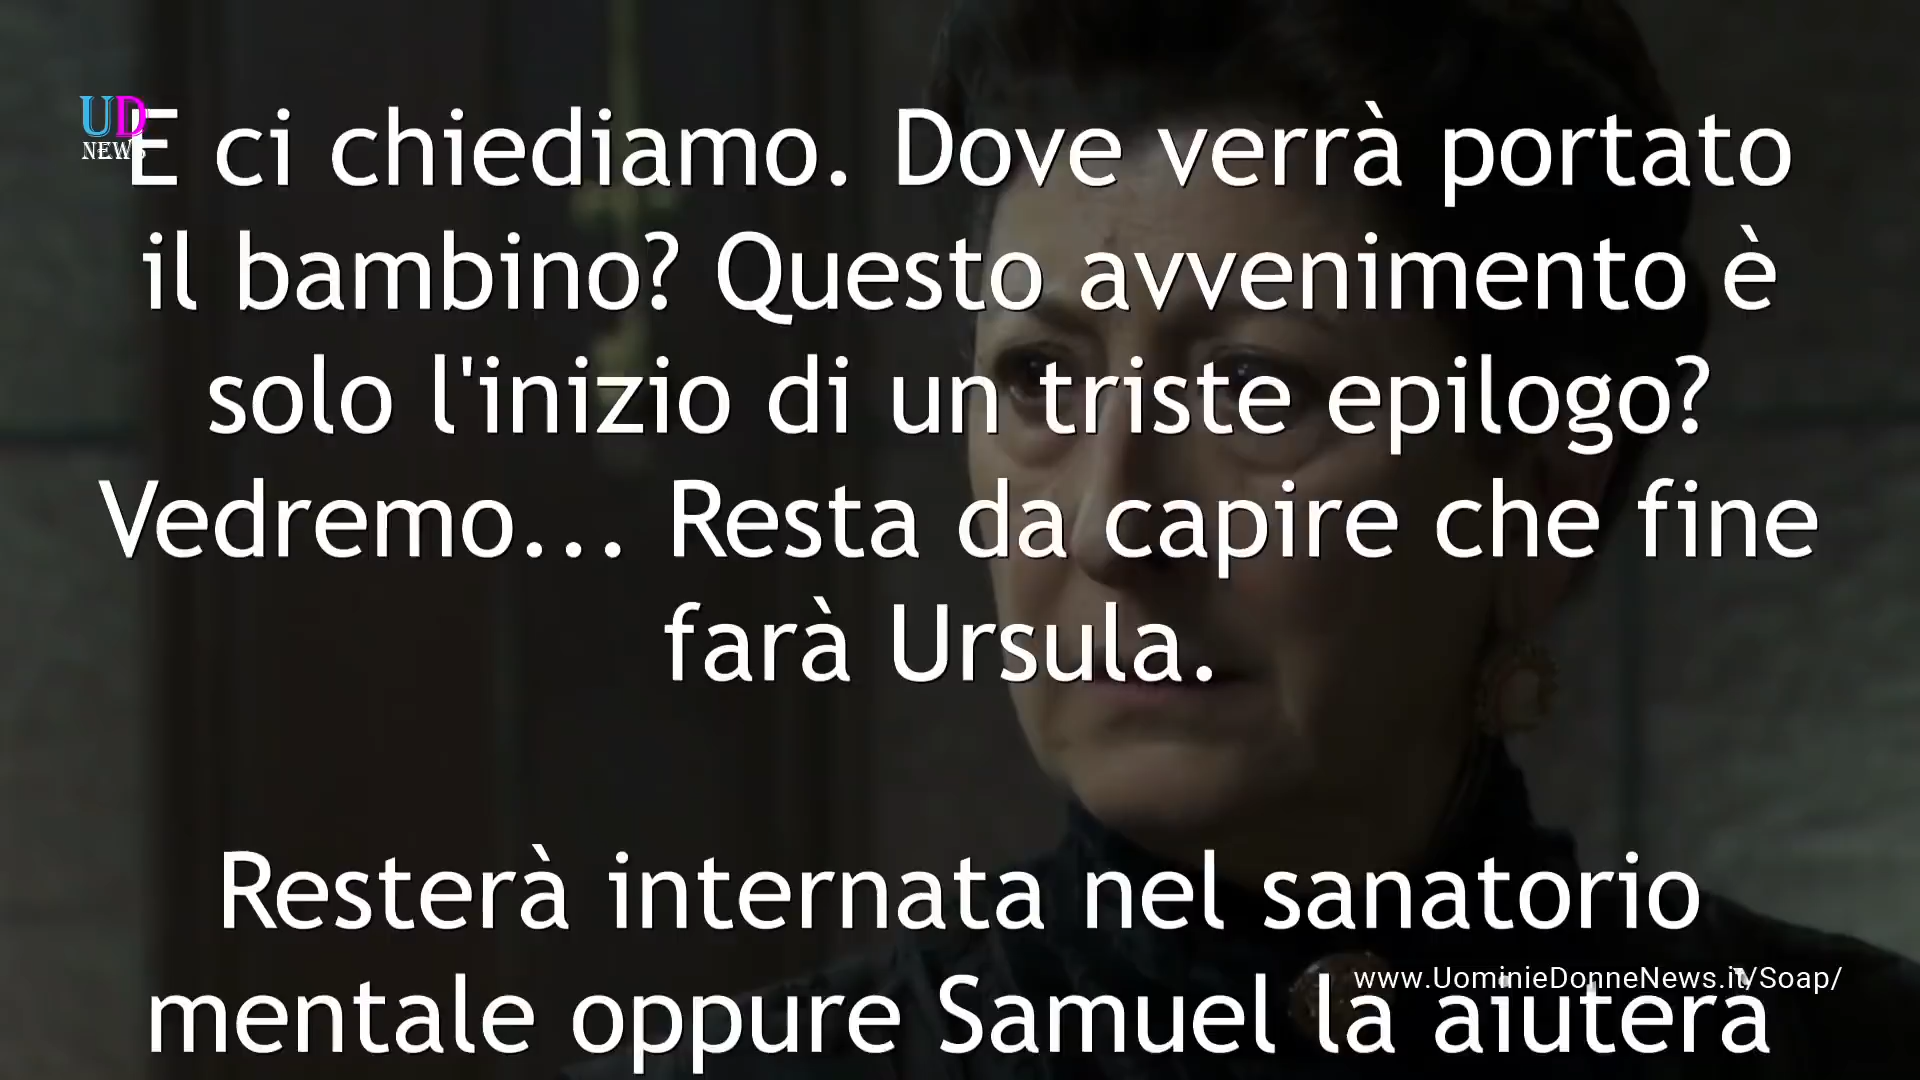 UD
NEWS
E ci chiediamo. Dove verrà portato
il bambino? Questo avvenimento è
solo l'inizio di un triste epilogo?
Vedremo... Resta da capire che fine
farà Ursula.
Resterà internata nel sanatorio
mentale oppure Samuel la aiuterà
www.UominieDonneNews.it/Soap/